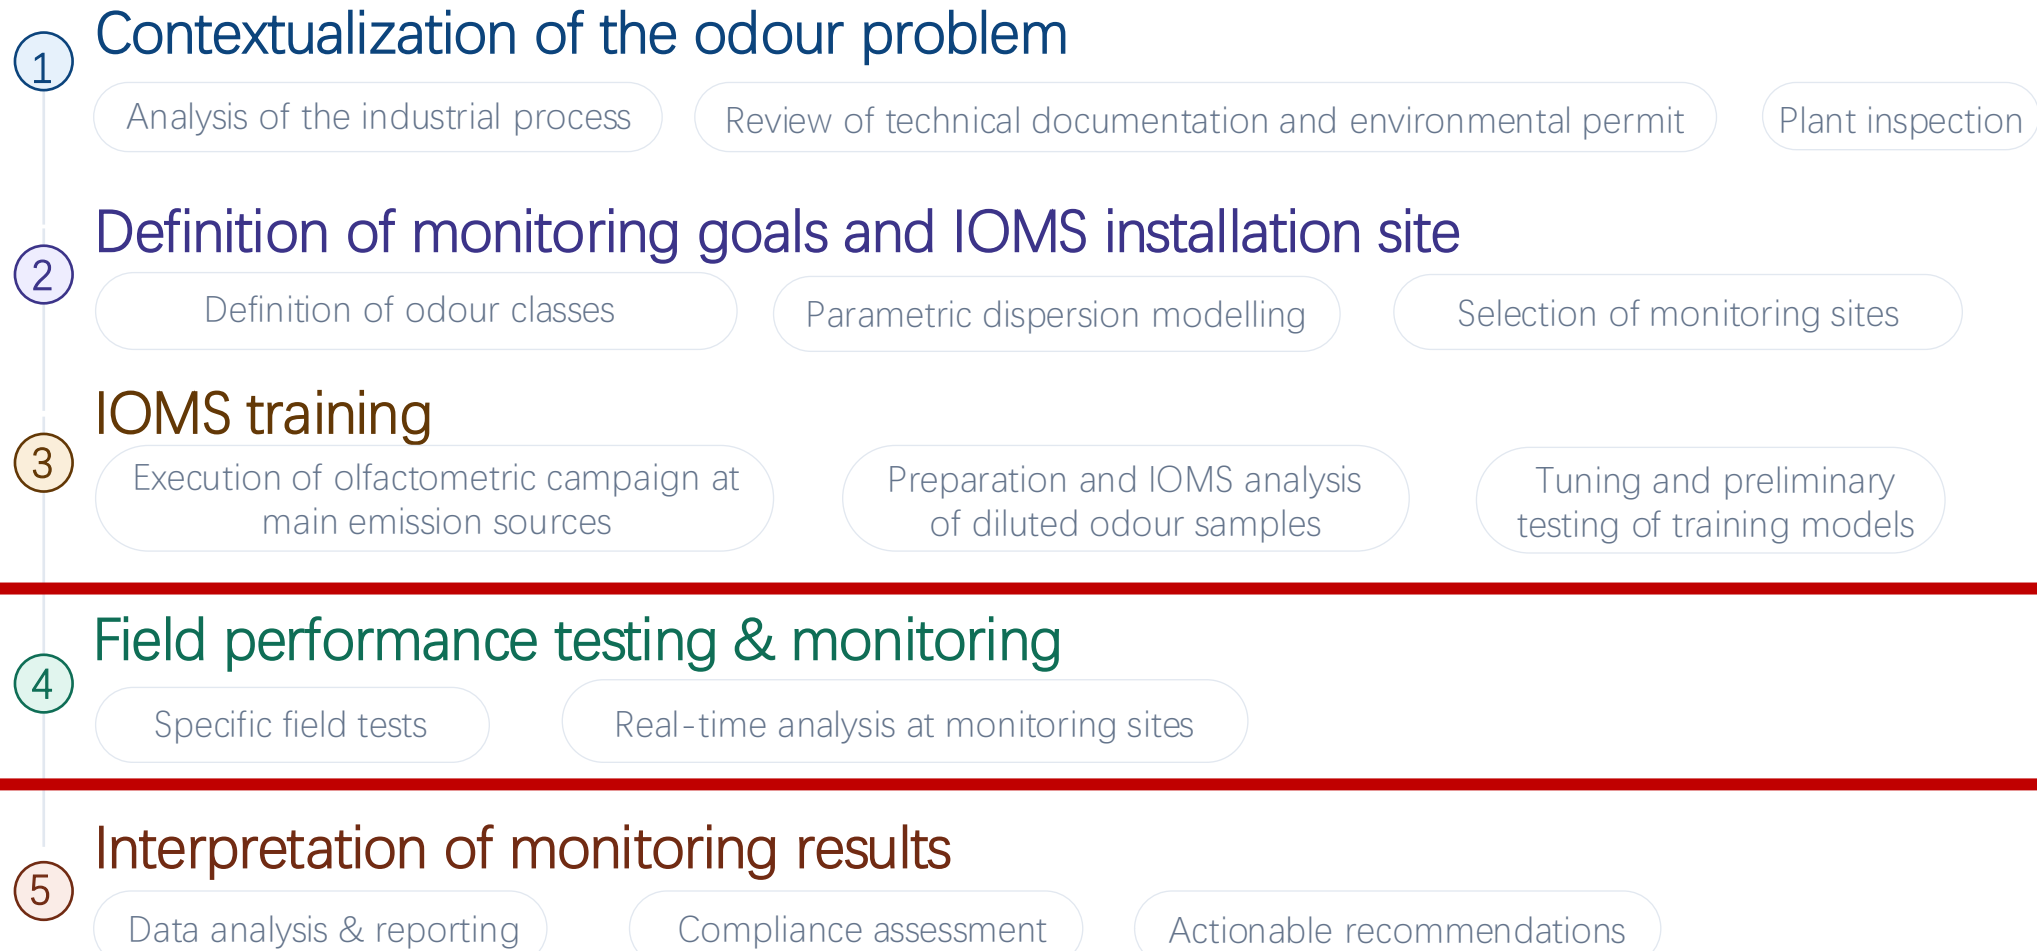 1
Contextualization of the odour problem
Analysis of the industrial process
Review of technical documentation and environmental permit
Plant inspection
2
Definition of monitoring goals and IOMS installation site
Definition of odour classes
Parametric dispersion modelling
Selection of monitoring sites
3
IOMS training
Execution of olfactometric campaign at
main emission sources
Preparation and IOMS analysis
of diluted odour samples
Tuning and preliminary
testing of training models
4
Field performance testing & monitoring
Specific field tests
Real-time analysis at monitoring sites
5
Interpretation of monitoring results
Data analysis & reporting
Compliance assessment
Actionable recommendations